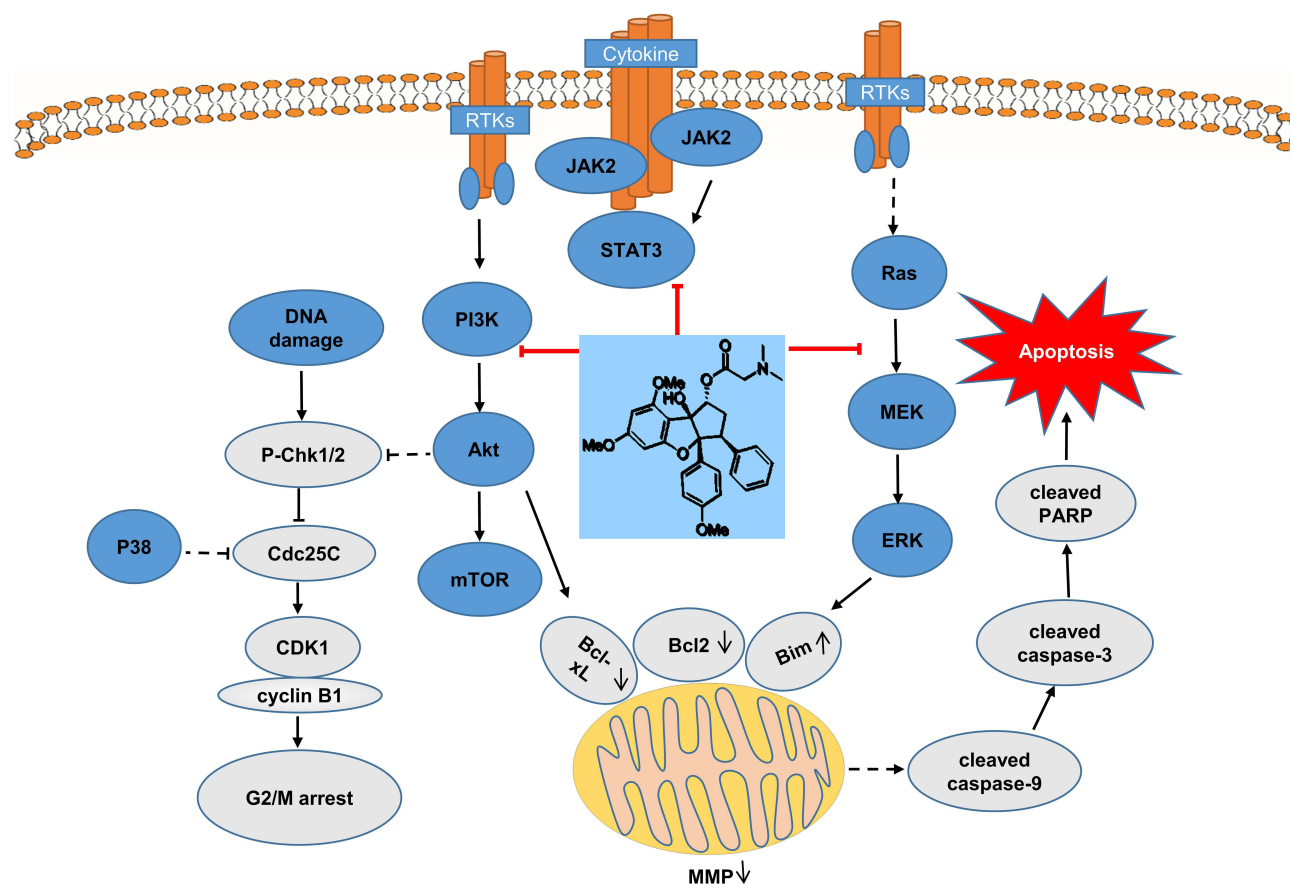 Cytokine
RTKs
RTKs
JAK2
JAK2
STAT3
Ras
PI3K
DNA
damage
Apoptosis
O
O
N
OMe
HO
MeO
O
OMe
MEK
P-Chk1/2
Akt
cleaved
PARP
P38
Cdc25C
ERK
mTOR
CDK1
cyclin B1
Bcl-
xL ↓
Bcl2 ↓
Bim ↑
cleaved
caspase-3
cleaved
caspase-9
G2/M arrest
MMP ↓